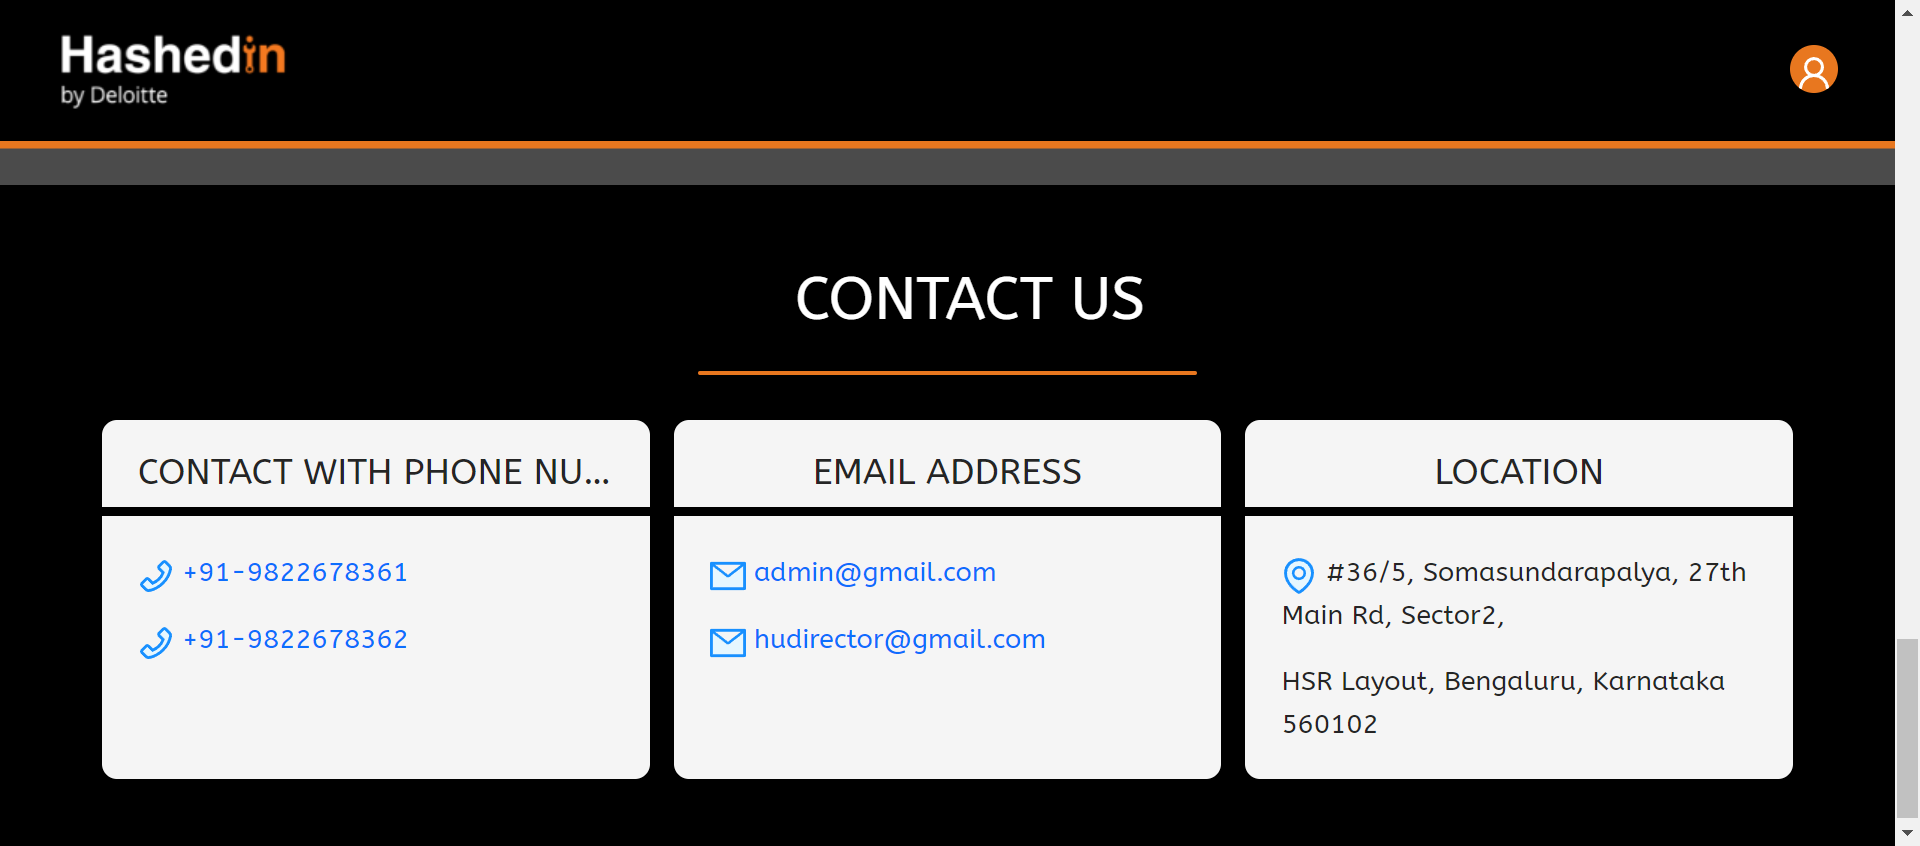 Hashedin
by Deloitte
CONTACT US
CONTACT WITH PHONE NU...
+91-9822678361
+91-9822678362
EMAIL ADDRESS
admin@gmail.com
hudirector@gmail.com
LOCATION
#36/5, Somasundarapalya, 27th
Main Rd, Sector2,
HSR Layout, Bengaluru, Karnataka
560102